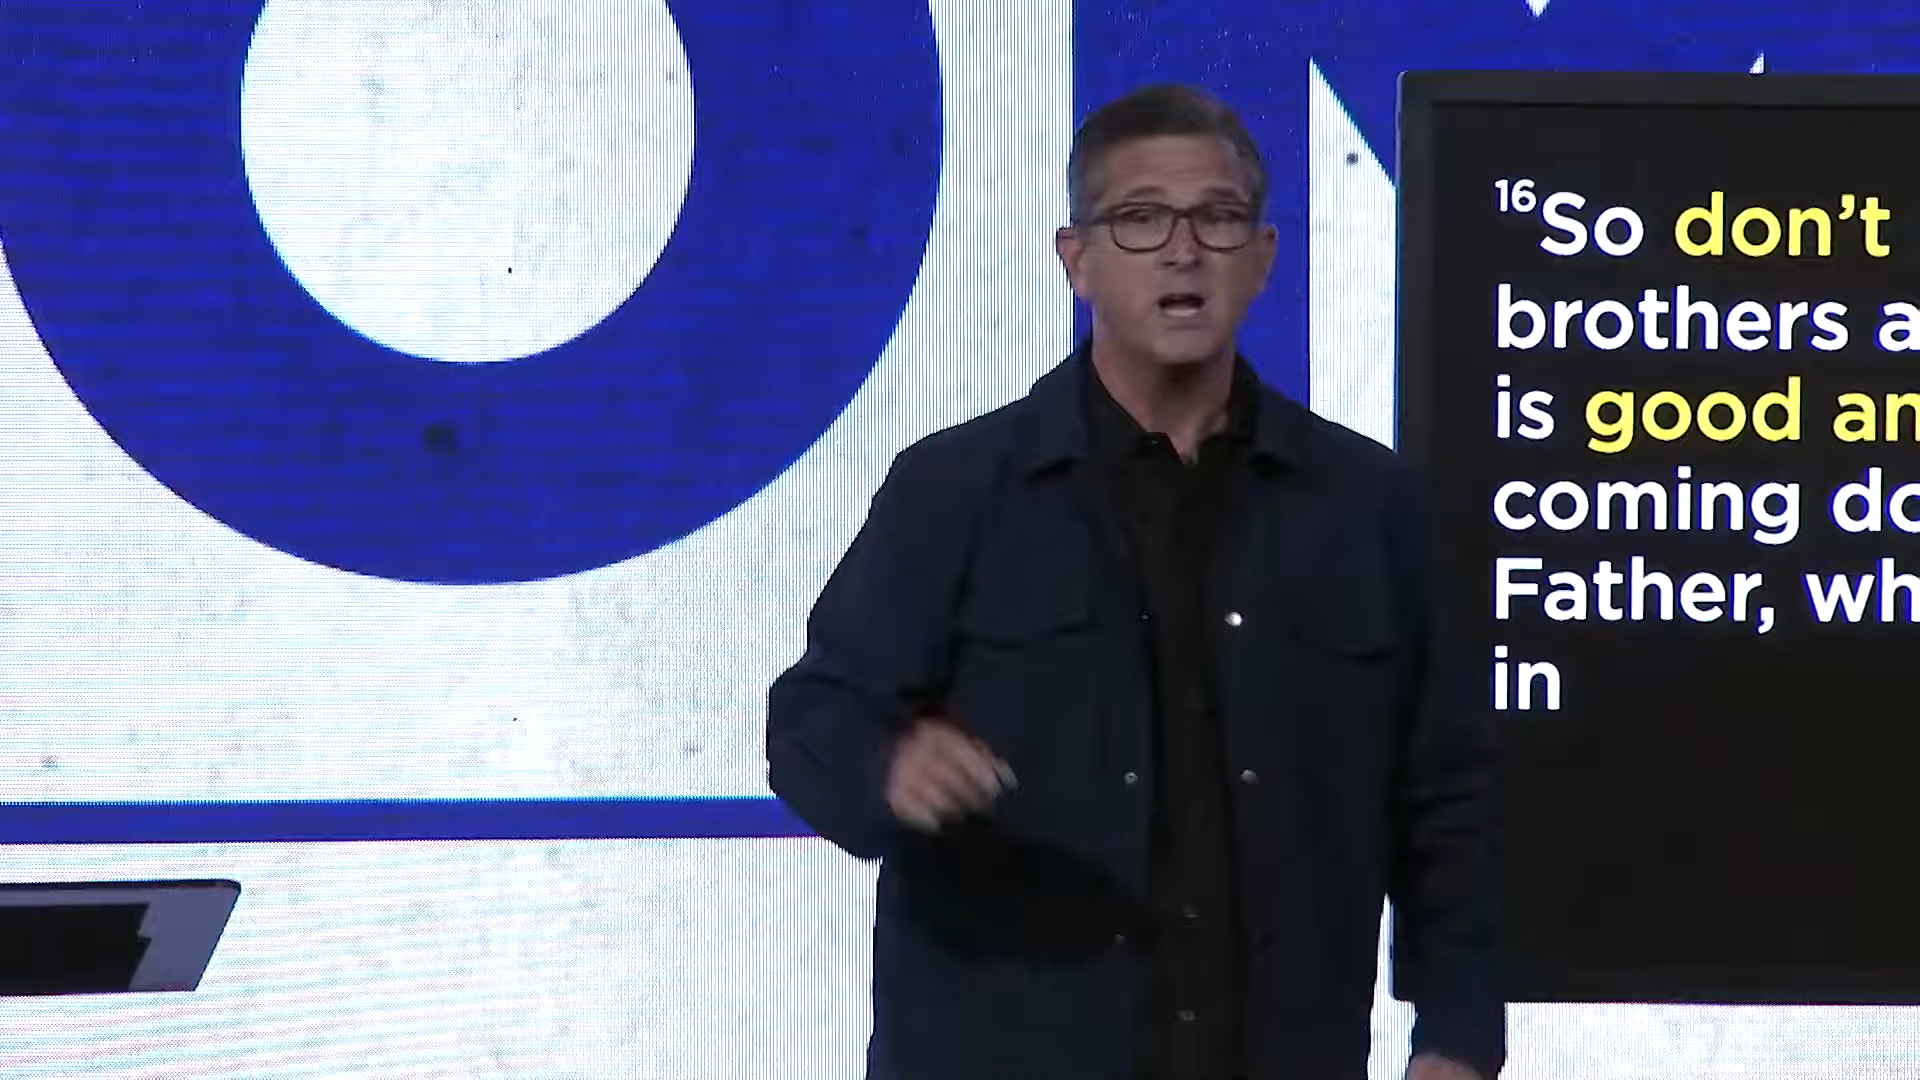 16So don't
brothers a
is good an
coming do
Father, wh
in